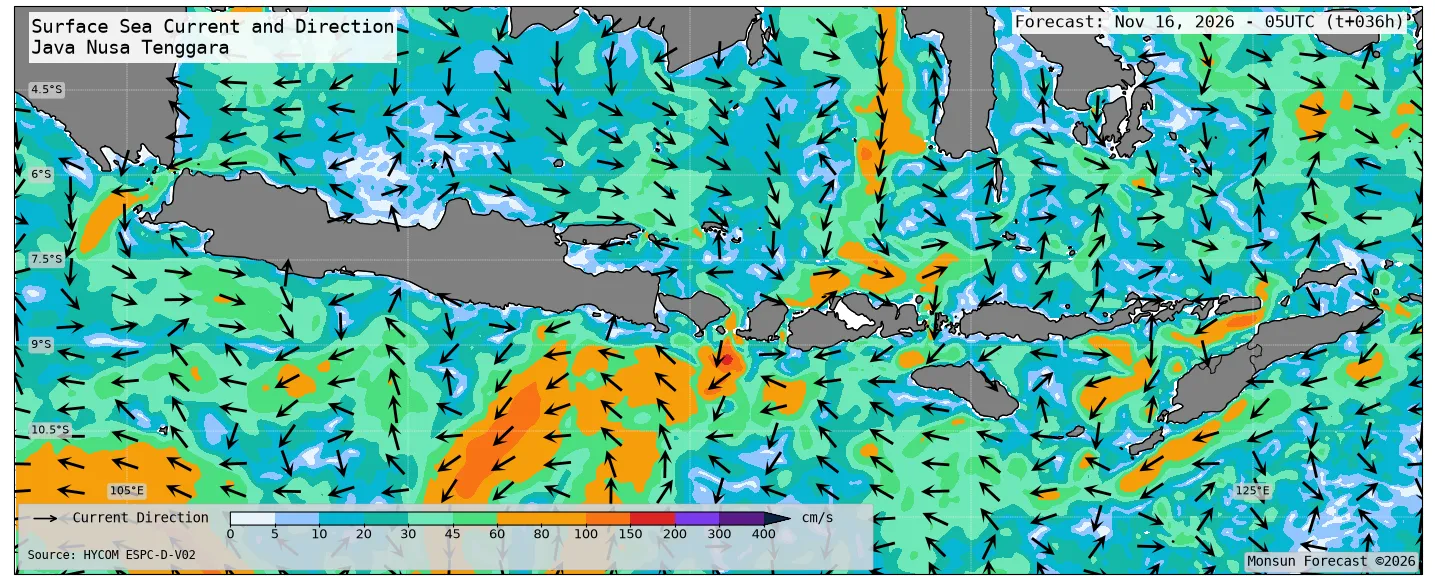 Surface Sea Current and Direction
Java Nusa Tenggara
Forecast: Nov 16, 2026 - 05UTC (t+036h)
4.5°S
6°S
7.5°S
9°S
10.5°S
105°E
125°E
Current Direction
0 5 10 20 30 45 60 80 100 150 200 300 400 cm/s
Source: HYCOM ESPC-D-V02
Monsun Forecast ©2026